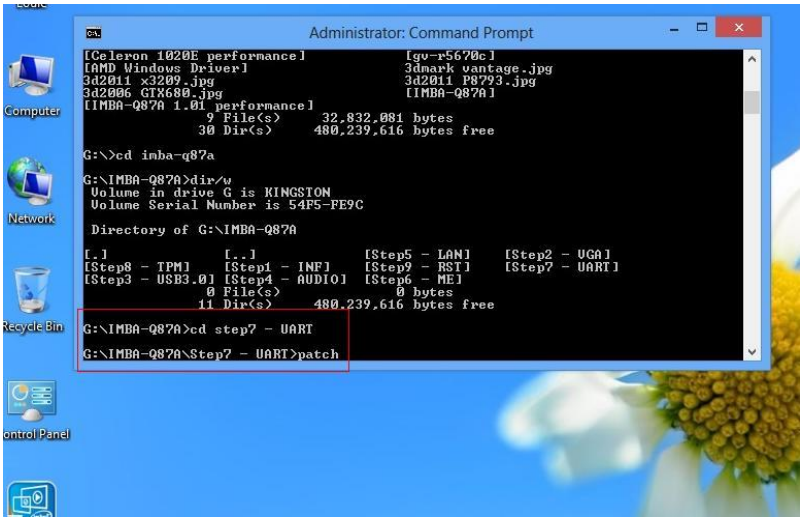 Administrator: Command Prompt
[Celeron 1020E performance] [gv-r5670c]
[AMD Windows Driver] 3dmark vantage.jpg
3d2011 x3209.jpg 3d2011 P8793.jpg
3d2006 GTX680.jpg [IMBA-Q87A]
[IMBA-Q87A 1.01 performance]
9 File(s) 32,832,081 bytes
30 Dir(s) 480,239,616 bytes free
G:\>cd imba-q87a
G:\IMBA-Q87A>dir/w
Volume in drive G is KINGSTON
Volume Serial Number is 54F5-FE9C
Directory of G:\IMBA-Q87A
[.] [..] [Step5 - LAN] [Step2 - VGA]
[Step8 - TPM] [Step1 - INF] [Step9 - RST] [Step7 - UART]
[Step3 - USB3.0] [Step4 - AUDIO] [Step6 - ME]
0 File(s) 0 bytes
11 Dir(s) 480,239,616 bytes free
G:\IMBA-Q87A>cd step7 - UART
G:\IMBA-Q87A\Step7 - UART>patch
Computer
Network
Recycle Bin
ontrol Panel